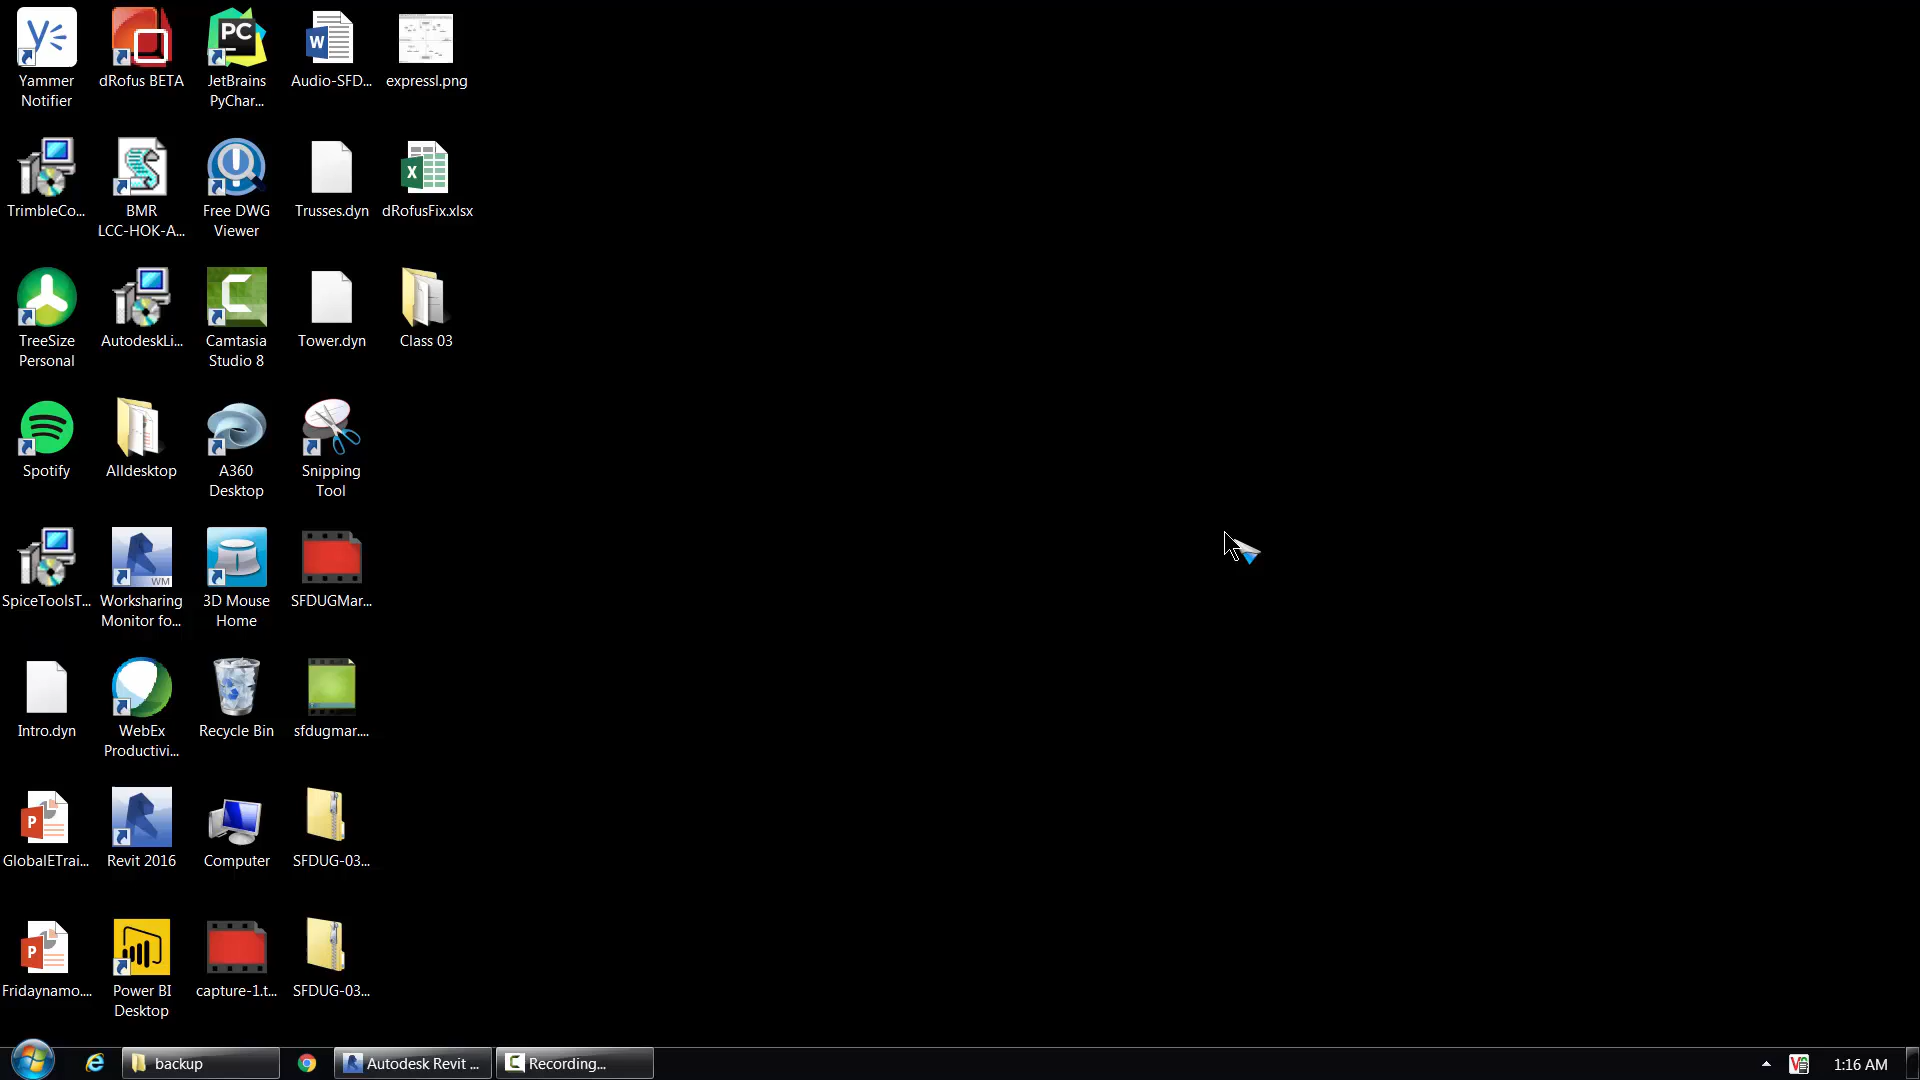 Yammer
Notifier
dRofus BETA
JetBrains
PyChar...
Audio-SFD...
expressl.png
TrimbleCo...
BMR
LCC-HOK-A...
Free DWG
Viewer
Trusses.dyn
dRofusFix.xlsx
TreeSize
Personal
AutodeskLi...
Camtasia
Studio 8
Tower.dyn
Class 03
Spotify
Alldesktop
A360
Desktop
Snipping
Tool
SpiceToolsT...
WM
Worksharing
Monitor fo...
3D Mouse
Home
SFDUGMar...
Intro.dyn
WebEx
Productivi...
Recycle Bin
sfdugmar....
GlobalETrai...
Revit 2016
Computer
SFDUG-03...
Fridaynamo....
Power BI
Desktop
capture-1.t...
SFDUG-03...
backup
Autodesk Revit ...
Recording...
1:16 AM